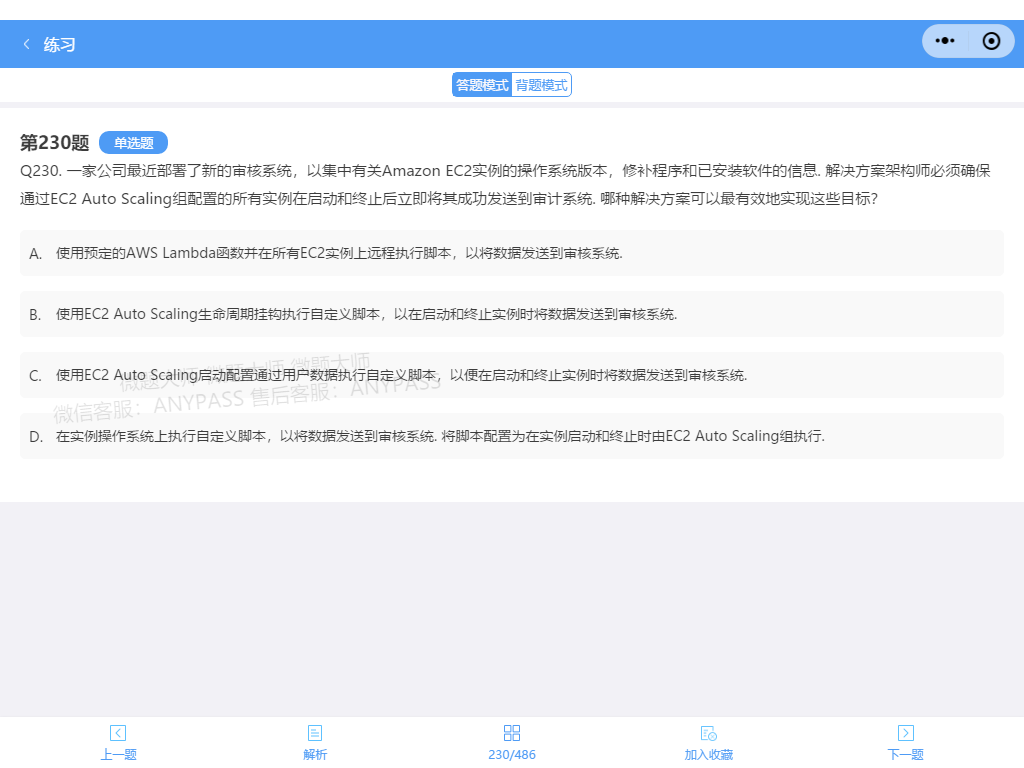 练习
答题模式 背题模式
第230题 单选题
Q230. 一家公司最近部署了新的审核系统，以集中有关Amazon EC2实例的操作系统版本，修补程序和已安装软件的信息. 解决方案架构师必须确保
通过EC2 Auto Scaling组配置的所有实例在启动和终止后立即将其成功发送到审计系统. 哪种解决方案可以最有效地实现这些目标?
A. 使用预定的AWS Lambda函数并在所有EC2实例上远程执行脚本，以将数据发送到审核系统.
B. 使用EC2 Auto Scaling生命周期挂钩执行自定义脚本，以在启动和终止实例时将数据发送到审核系统.
微题大师 微题大师 微题大师
C. 使用EC2 Auto Scaling启动配置通过用户数据执行自定义脚本，以便在启动和终止实例时将数据发送到审核系统.
微信客服：ANYPASS 售后客服：ANYPASS
D. 在实例操作系统上执行自定义脚本，以将数据发送到审核系统. 将脚本配置为在实例启动和终止时由EC2 Auto Scaling组执行.
上一题 解析 230/486 加入收藏 下一题